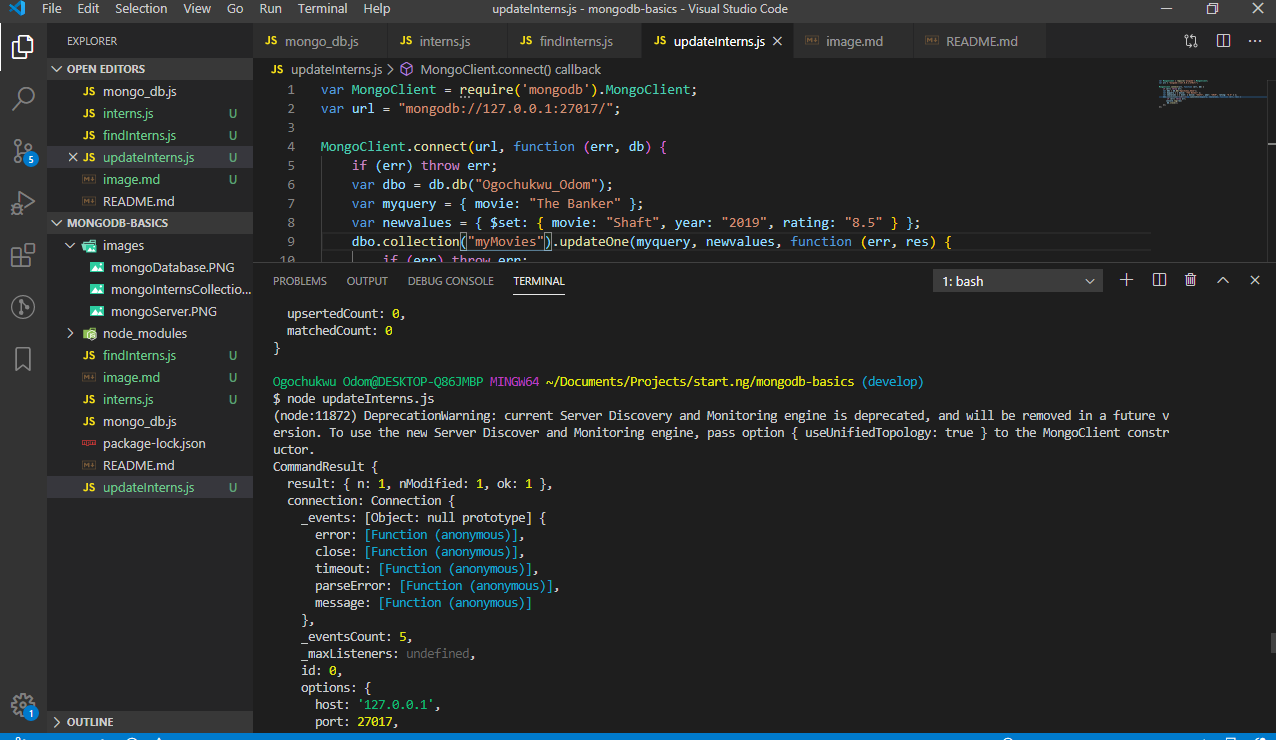 File Edit Selection View Go Run Terminal Help updateInterns.js - mongodb-basics - Visual Studio Code
EXPLORER
OPEN EDITORS
JS mongo_db.js
JS interns.js U
JS findInterns.js U
JS updateInterns.js U
image.md U
README.md
MONGODB-BASICS
images
mongoDatabase.PNG
mongoInternsCollectio...
mongoServer.PNG
node_modules
JS findInterns.js U
image.md U
JS interns.js U
JS mongo_db.js
package-lock.json
README.md
JS updateInterns.js U
OUTLINE
5
1
JS mongo_db.js JS interns.js JS findInterns.js JS updateInterns.js image.md README.md
JS updateInterns.js > MongoClient.connect() callback
1 var MongoClient = require('mongodb').MongoClient;
2 var url = "mongodb://127.0.0.1:27017/";
3
4 MongoClient.connect(url, function (err, db) {
5 if (err) throw err;
6 var dbo = db.db("Ogochukwu_Odom");
7 var myquery = { movie: "The Banker" };
8 var newvalues = { $set: { movie: "Shaft", year: "2019", rating: "8.5" } };
9 dbo.collection("myMovies").updateOne(myquery, newvalues, function (err, res) {
10 if (err) throw err;
PROBLEMS OUTPUT DEBUG CONSOLE TERMINAL 1: bash
upsertedCount: 0,
matchedCount: 0
}
Ogochukwu Odom@DESKTOP-Q86JMBP MINGW64 ~/Documents/Projects/start.ng/mongodb-basics (develop)
$ node updateInterns.js
(node:11872) DeprecationWarning: current Server Discovery and Monitoring engine is deprecated, and will be removed in a future v
ersion. To use the new Server Discover and Monitoring engine, pass option { useUnifiedTopology: true } to the MongoClient constr
uctor.
CommandResult {
result: { n: 1, nModified: 1, ok: 1 },
connection: Connection {
_events: [Object: null prototype] {
error: [Function (anonymous)],
close: [Function (anonymous)],
timeout: [Function (anonymous)],
parseError: [Function (anonymous)],
message: [Function (anonymous)]
},
_eventsCount: 5,
_maxListeners: undefined,
id: 0,
options: {
host: '127.0.0.1',
port: 27017,